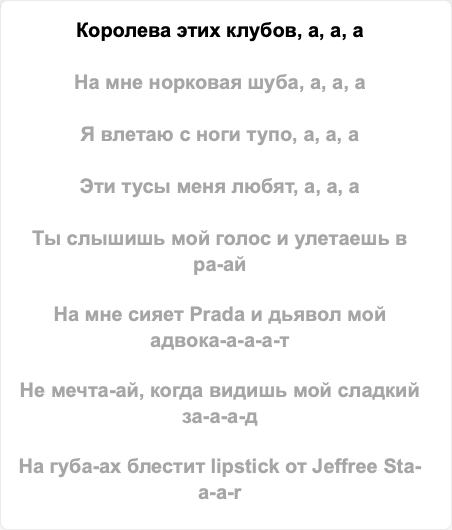 Королева этих клубов, а, а, а
На мне норковая шуба, а, а, а
Я влетаю с ноги тупо, а, а, а
Эти тусы меня любят, а, а, а
Ты слышишь мой голос и улетаешь в
ра-ай
На мне сияет Prada и дьявол мой
адвока-а-а-а-т
Не мечта-ай, когда видишь мой сладкий
за-а-а-д
На губа-ах блестит lipstick от Jeffree Sta-
a-a-r